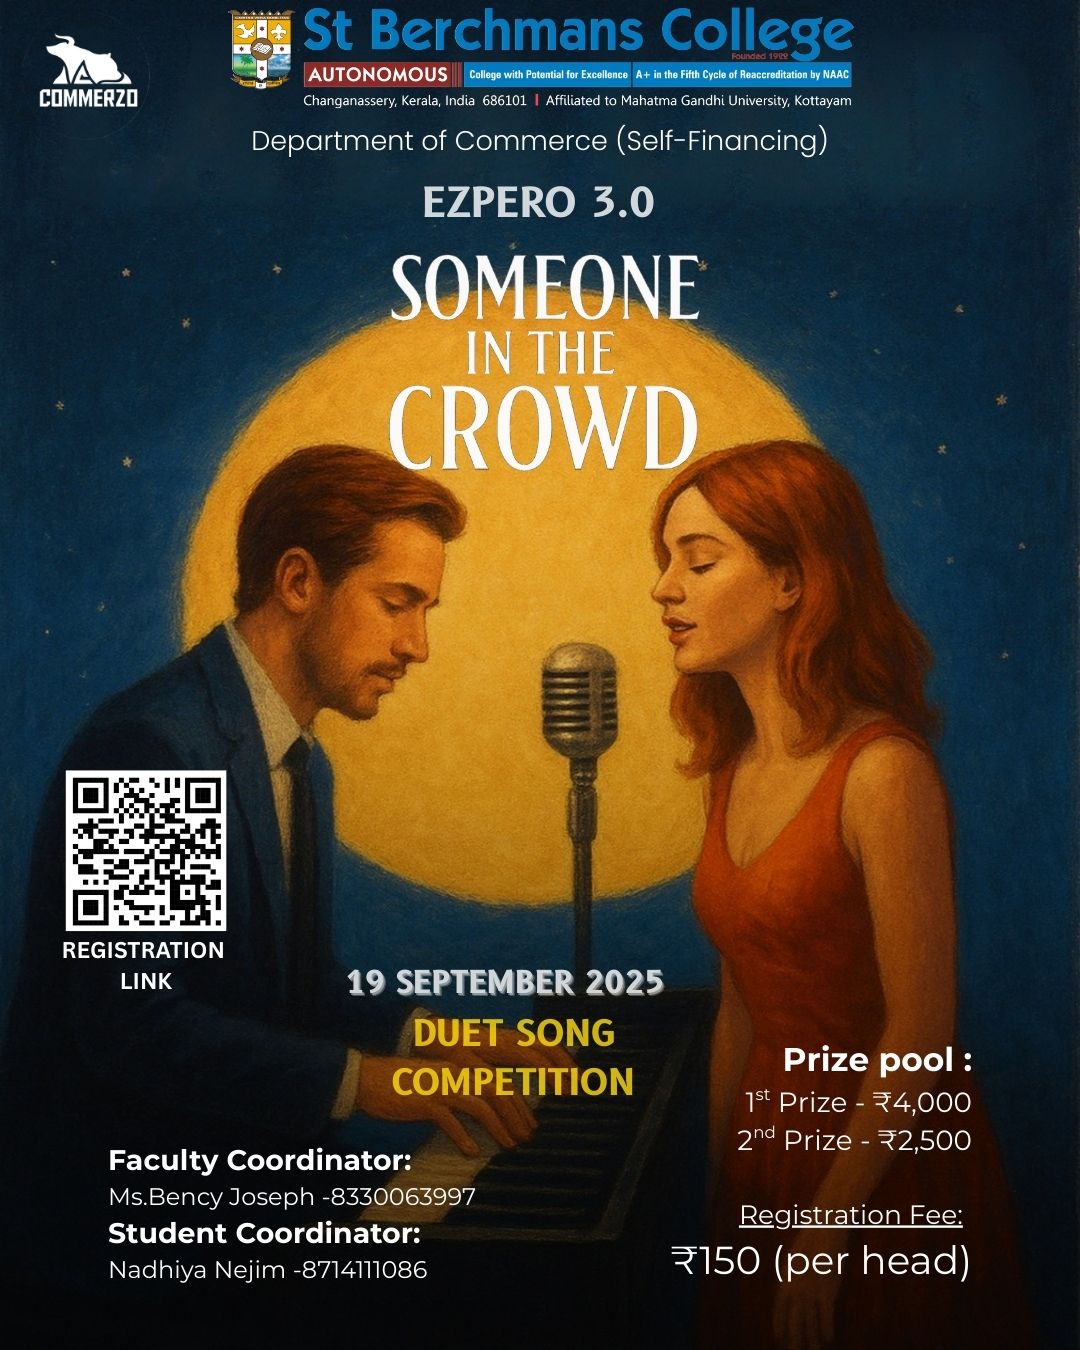 COMMERZO
St Berchmans College
Founded 1922
AUTONOMOUS College with Potential for Excellence A+ in the Fifth Cycle of Reaccreditation by NAAC
Changanassery, Kerala, India 686101 | Affiliated to Mahatma Gandhi University, Kottayam
Department of Commerce (Self-Financing)
EZPERO 3.0
SOMEONE
IN THE
CROWD
REGISTRATION
LINK
19 SEPTEMBER 2025
DUET SONG
COMPETITION
Prize pool :
1st Prize - ₹4,000
2nd Prize - ₹2,500
Faculty Coordinator:
Ms.Bency Joseph -8330063997
Student Coordinator:
Nadhiya Nejim -8714111086
Registration Fee:
₹150 (per head)